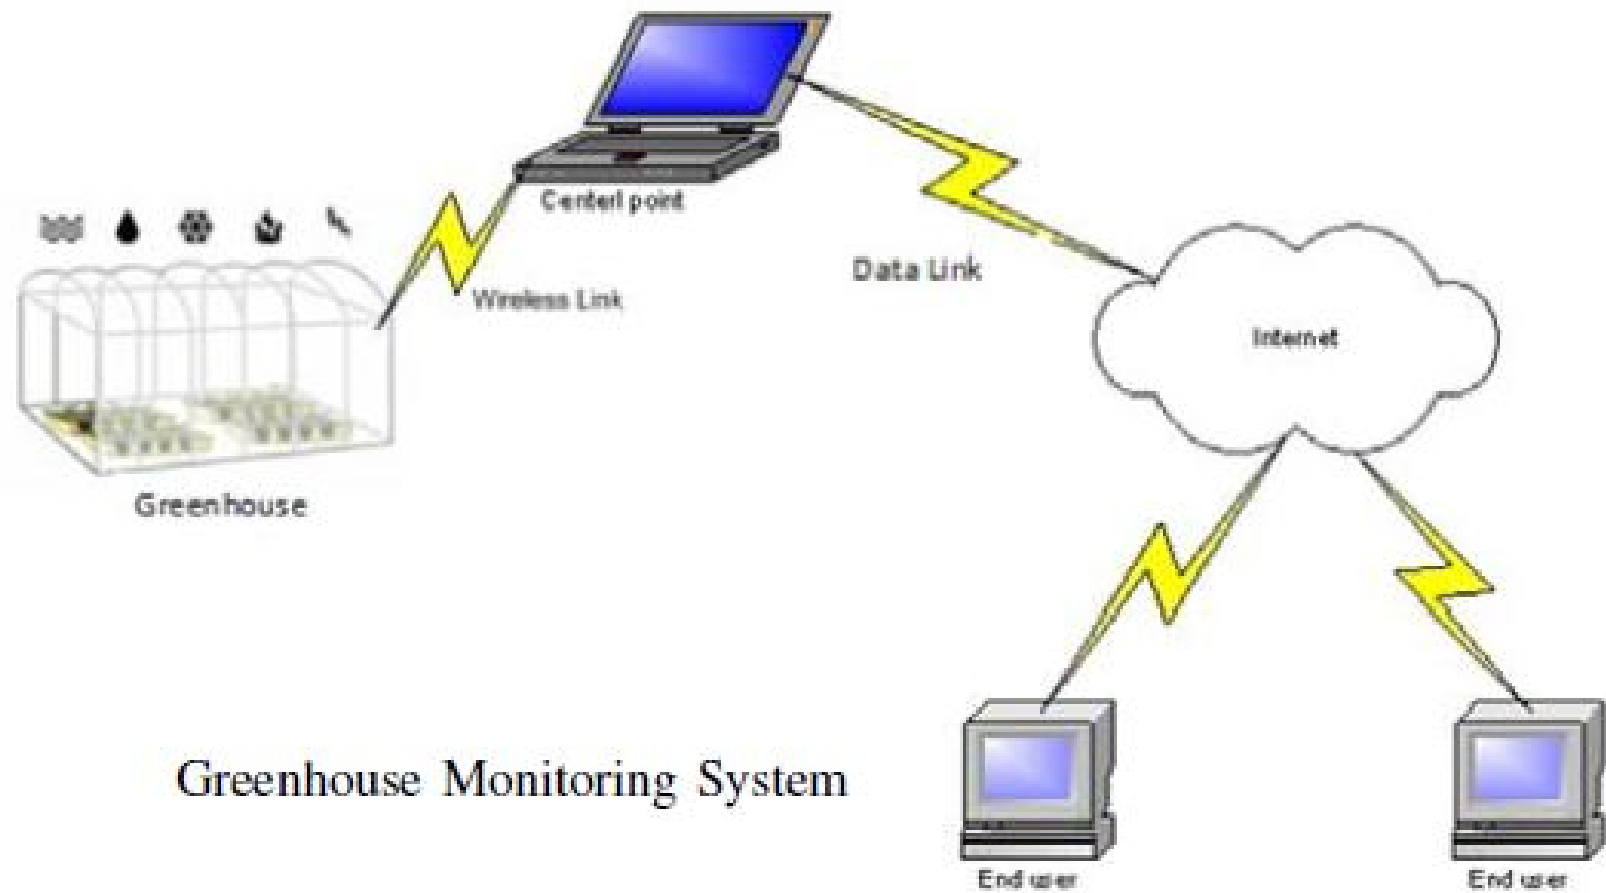 Centerl point
Wireless Link
Data Link
Internet
Greenhouse
Greenhouse Monitoring System
End user
End user